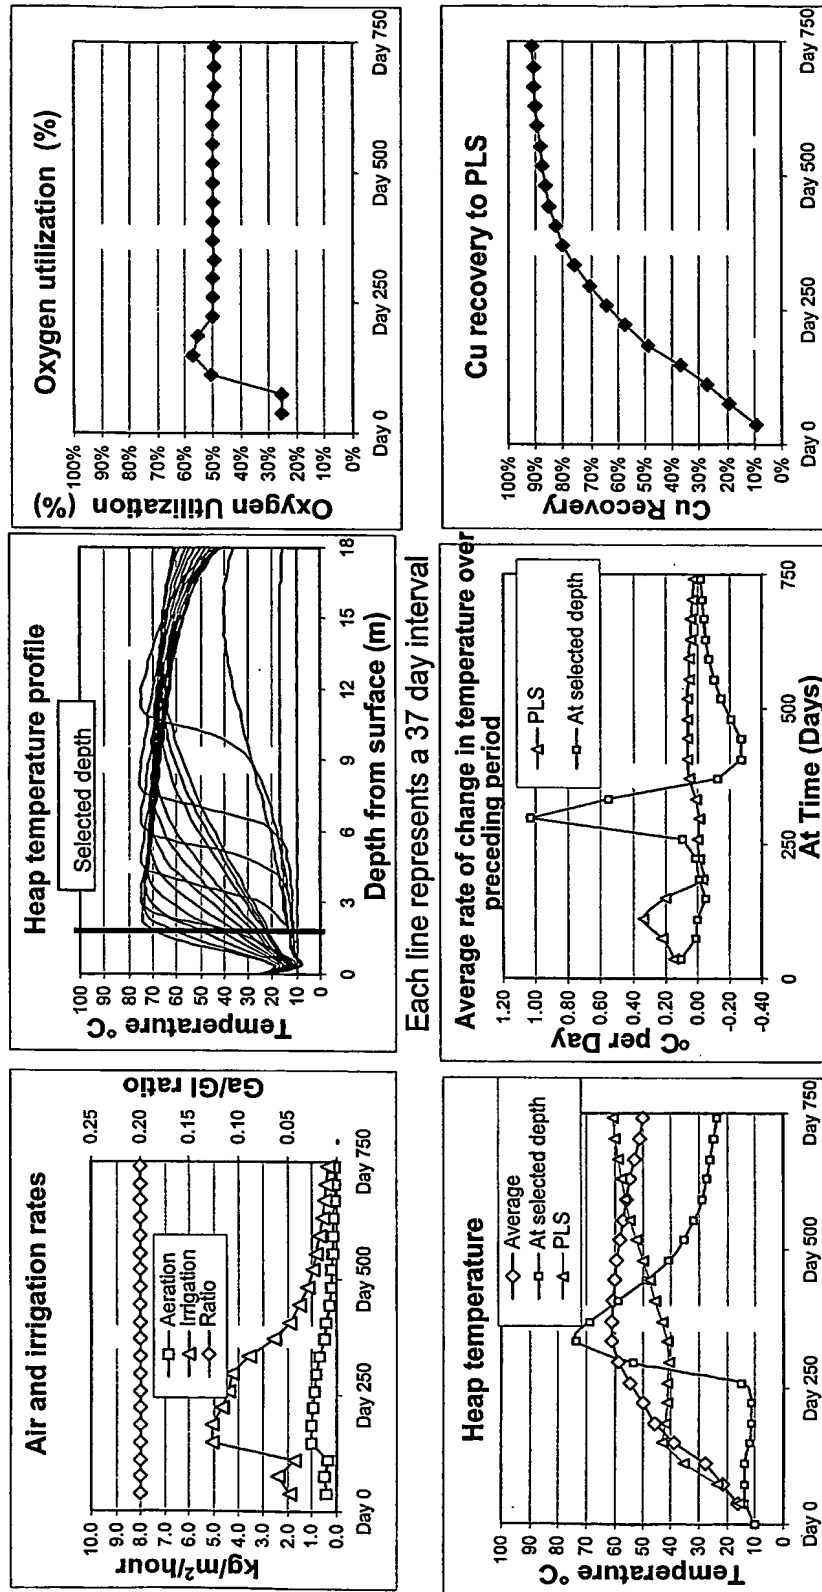 Air and irrigation rates
kg/m²/hour
10.0
9.0
8.0
7.0
6.0
5.0
4.0
3.0
2.0
1.0
0.0
Aeration
Irrigation
Ratio
Day 0
Day 250
Day 500
Day 750
0.25
0.20
0.15
0.10
0.05
-
Ga/Gl ratio
Heap temperature profile
Temperature °C
100
90
80
70
60
50
40
30
20
10
0
Selected depth
0
3
6
9
12
15
18
Depth from surface (m)
Each line represents a 37 day interval
Oxygen utilization (%)
Oxygen Utilization (%)
100%
90%
80%
70%
60%
50%
40%
30%
20%
10%
0%
Day 0
Day 250
Day 500
Day 750
Heap temperature
Temperature °C
100
90
80
70
60
50
40
30
20
10
0
Average
At selected depth
PLS
Day 0
Day 250
Day 500
Day 750
Average rate of change in temperature over
preceding period
°C per Day
1.20
1.00
0.80
0.60
0.40
0.20
0.00
-0.20
-0.40
PLS
At selected depth
0
250
500
750
At Time (Days)
Cu recovery to PLS
Cu Recovery
100%
90%
80%
70%
60%
50%
40%
30%
20%
10%
0%
Day 0
Day 250
Day 500
Day 750